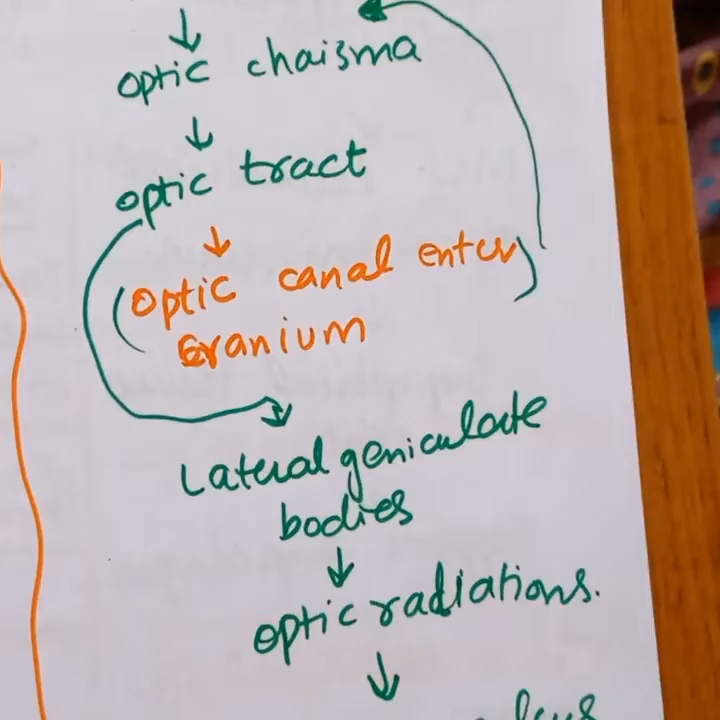 optic chaisma
optic tract
(optic canal enter)
cranium
Lateral geniculate
bodies
optic radiations.